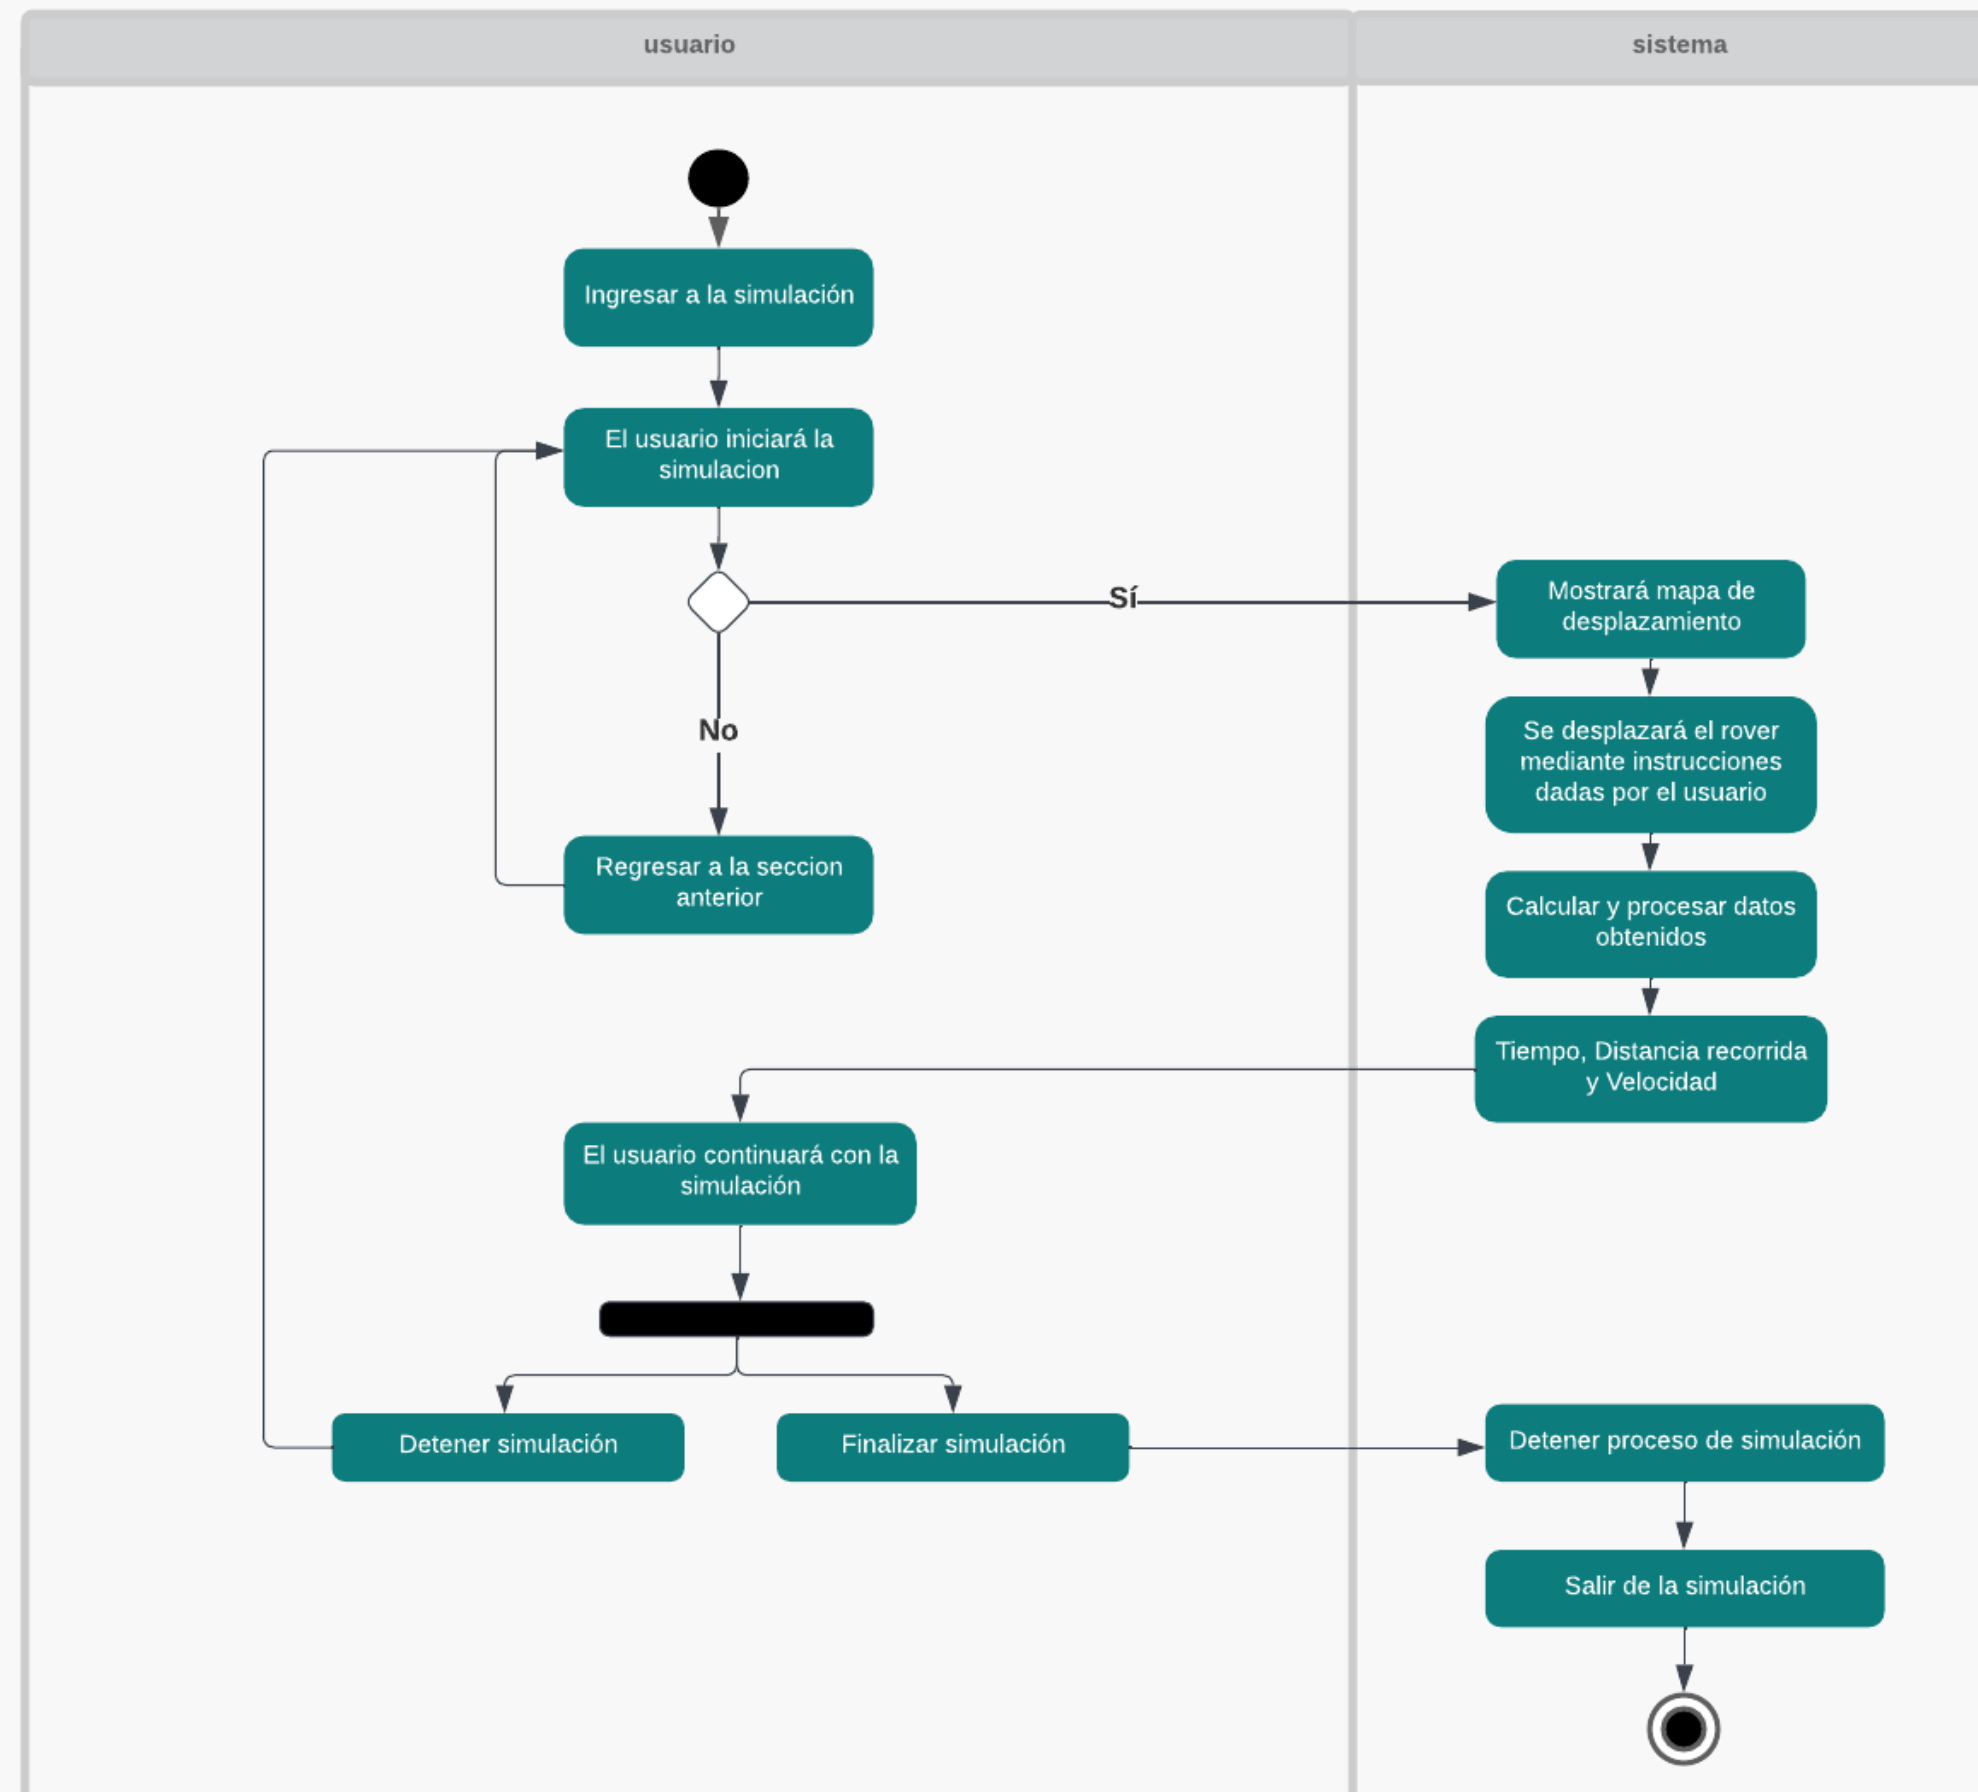 usuario
sistema
Ingresar a la simulación
El usuario iniciará la
simulacion
Sí
Mostrará mapa de
desplazamiento
No
Se desplazará el rover
mediante instrucciones
dadas por el usuario
Regresar a la seccion
anterior
Calcular y procesar datos
obtenidos
Tiempo, Distancia recorrida
y Velocidad
El usuario continuará con la
simulación
Detener simulación
Finalizar simulación
Detener proceso de simulación
Salir de la simulación